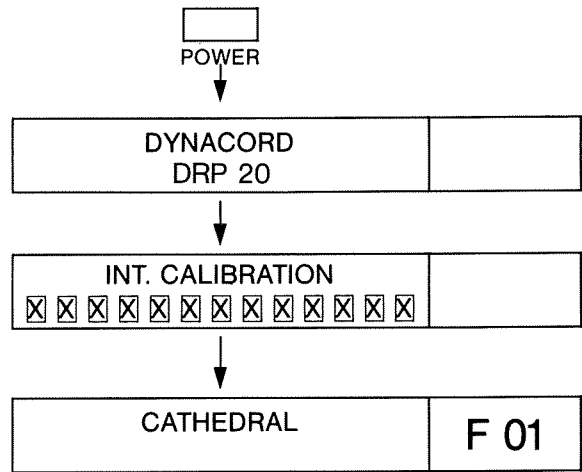 POWER
DYNACORD
DRP 20
INT. CALIBRATION
X X X X X X X X X X X X X
CATHEDRAL
F 01